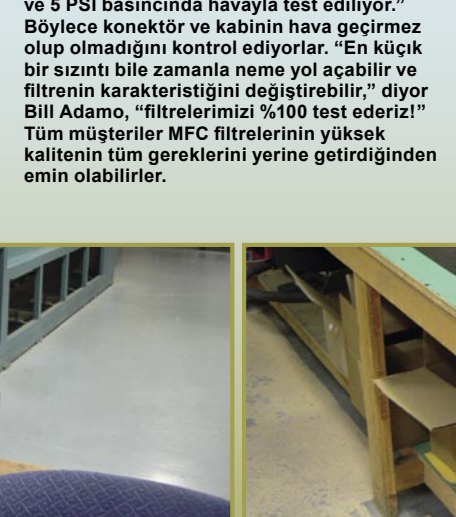 ve 5 PSI basıncında havayla test ediliyor.”
Böylece konektör ve kabinin hava geçirmez
olup olmadığını kontrol ediyorlar. “En küçük
bir sızıntı bile zamanla neme yol açabilir ve
filtrenin karakteristiğini değiştirebilir,” diyor
Bill Adamo, “filtrelerimizi %100 test ederiz!”
Tüm müşteriler MFC filtrelerinin yüksek
kalitenin tüm gereklerini yerine getirdiğinden
emin olabilirler.